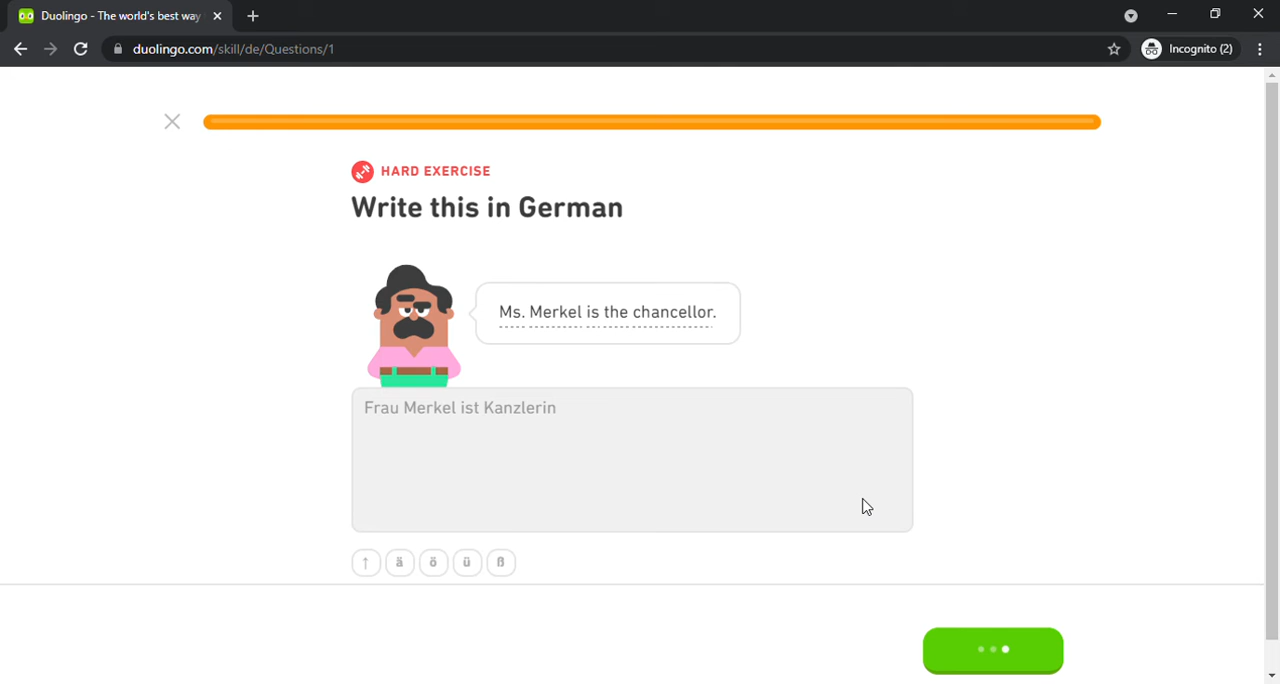 Duolingo - The world's best way
duolingo.com/skill/de/Questions/1
Incognito (2)
HARD EXERCISE
Write this in German
Ms. Merkel is the chancellor.
Frau Merkel ist Kanzlerin
↑ ä ö ü ß